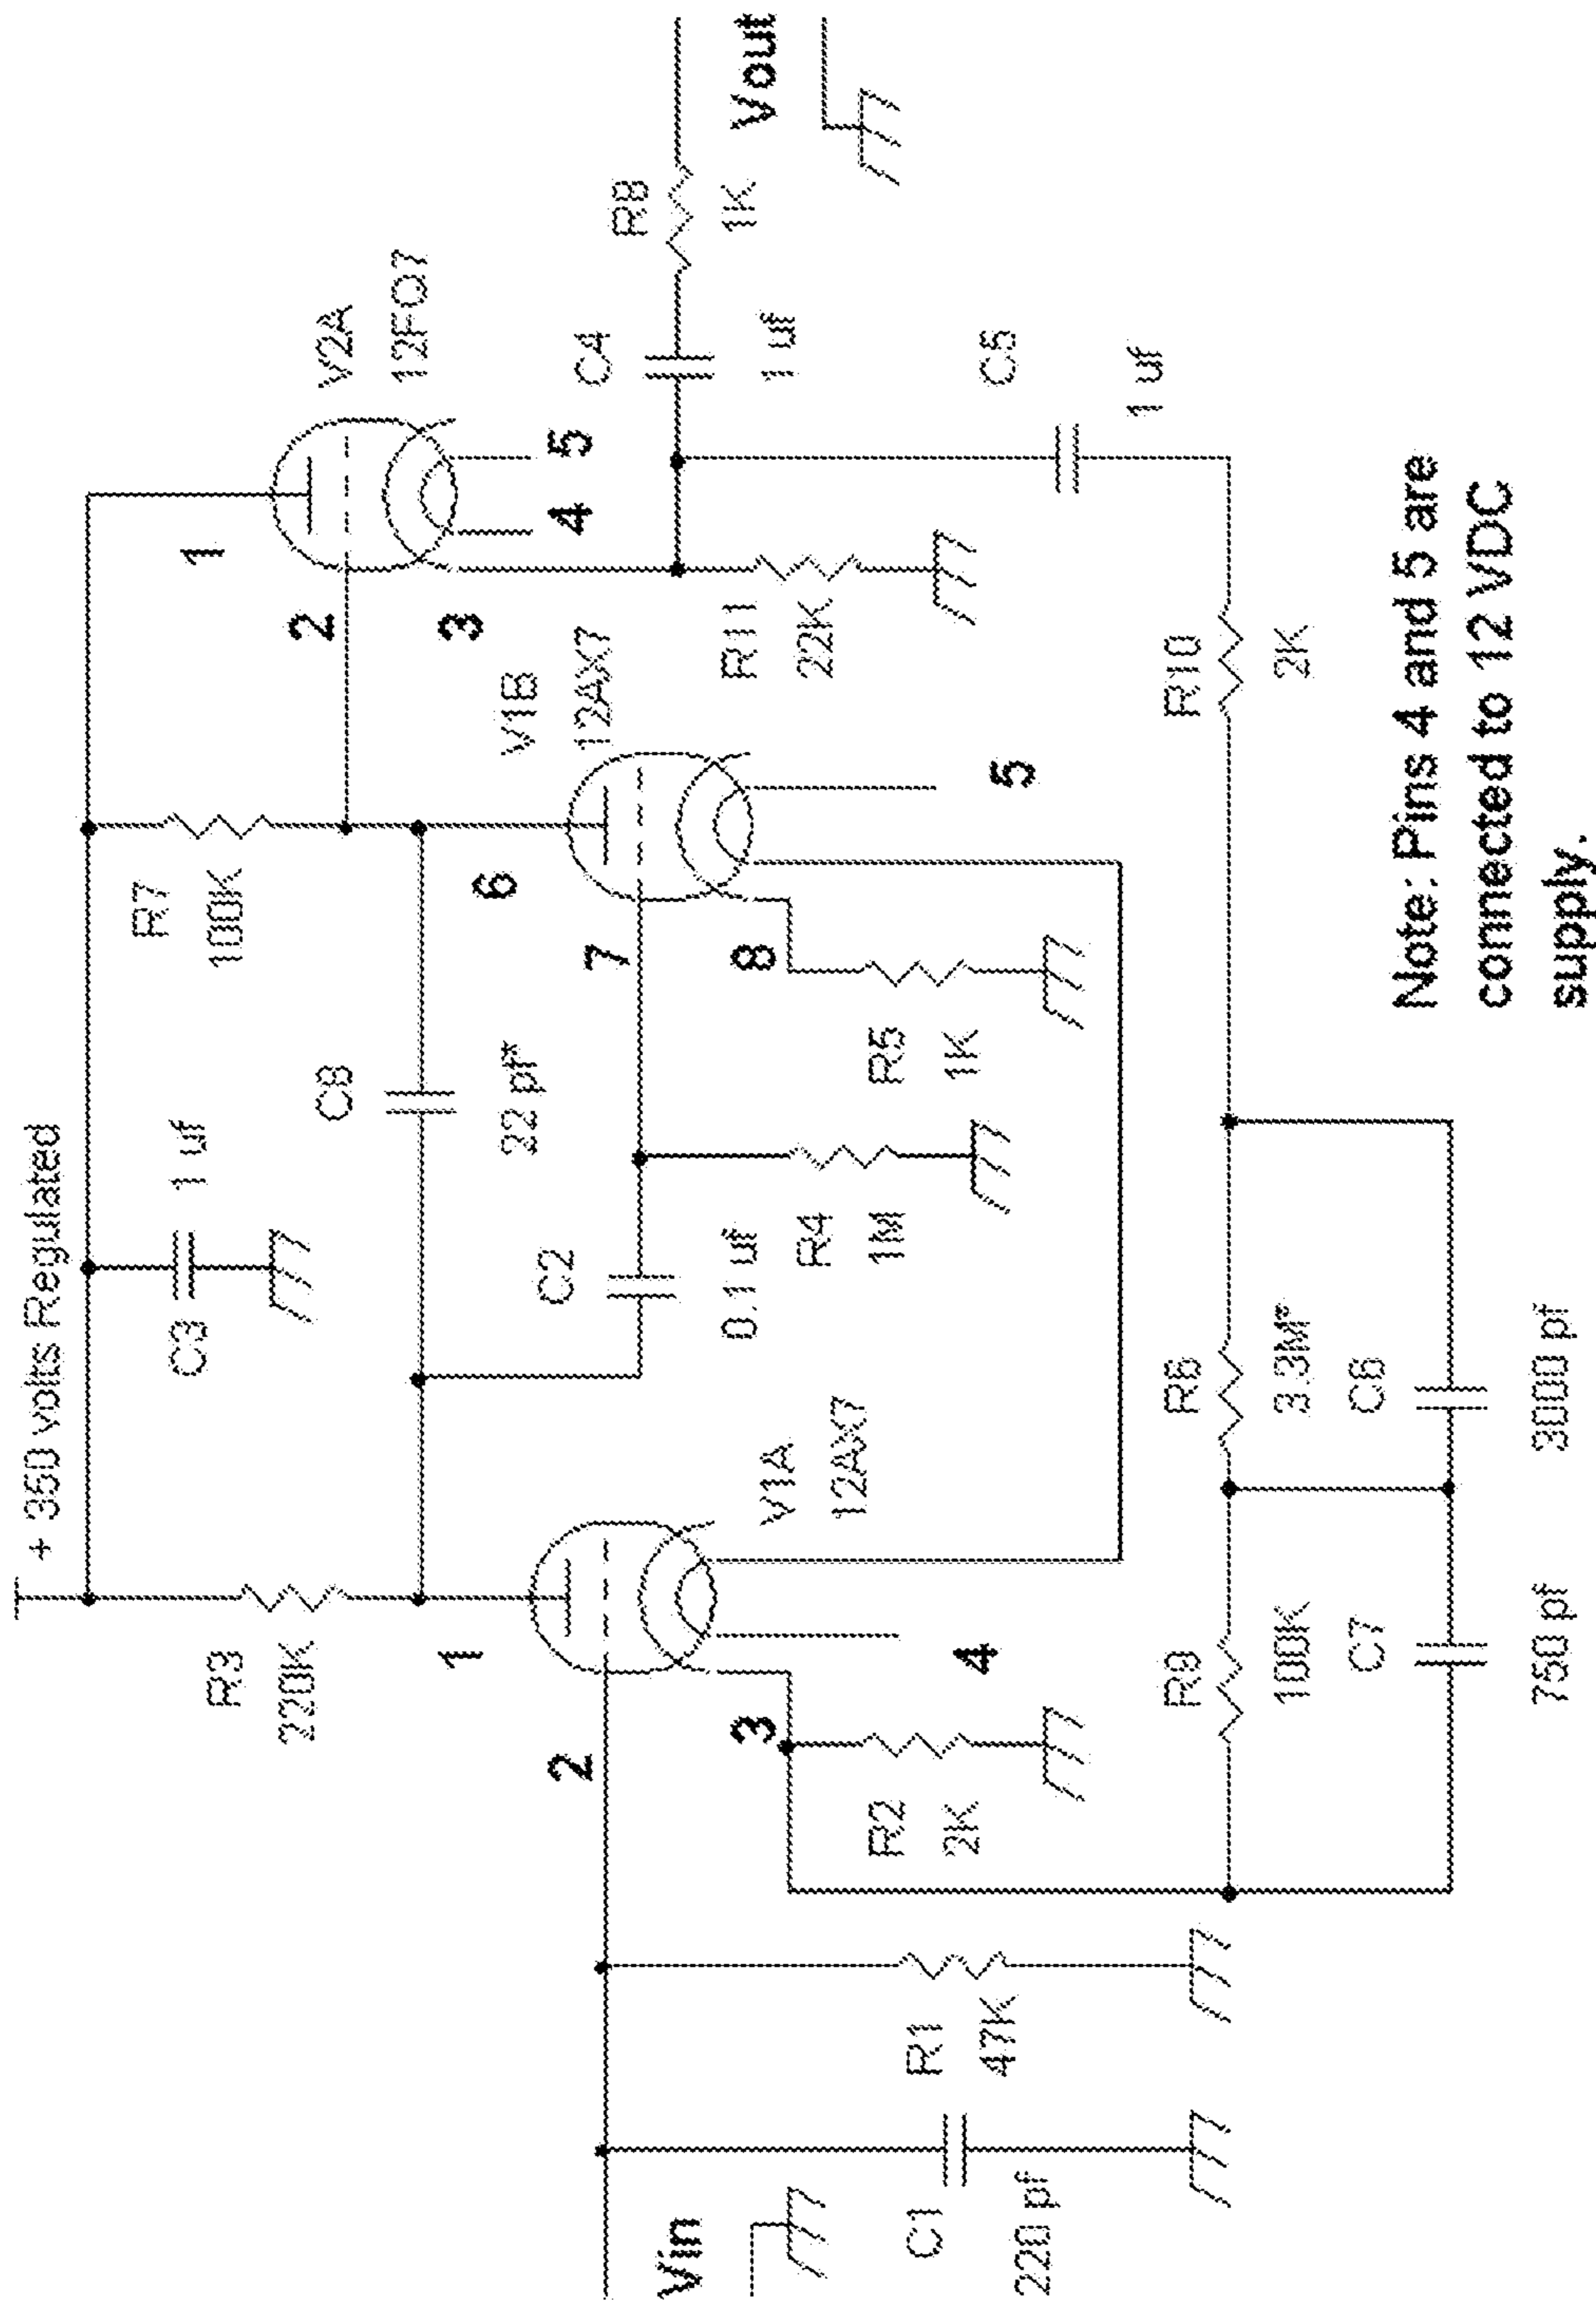 + 350 volts Regulated
R3
220K
C3
1 uf
R7
100K
1
V2A
12FQ7
2
3
4
5
C8
22 pf*
6
V1B
12AX7
7
8
5
C4
1 uf
R8
1K
Vout
1
2
3
4
V1A
12AX7
C2
0.1 uf
R4
1M
R5
1K
R11
22K
C5
1 uf
Vin
C1
220 pf
R1
47K
R2
2K
R9
100K
C7
750 pf
R6
3.3M*
C6
3000 pf
R10
2K
Note: Pins 4 and 5 are
connected to 12 VDC
supply.